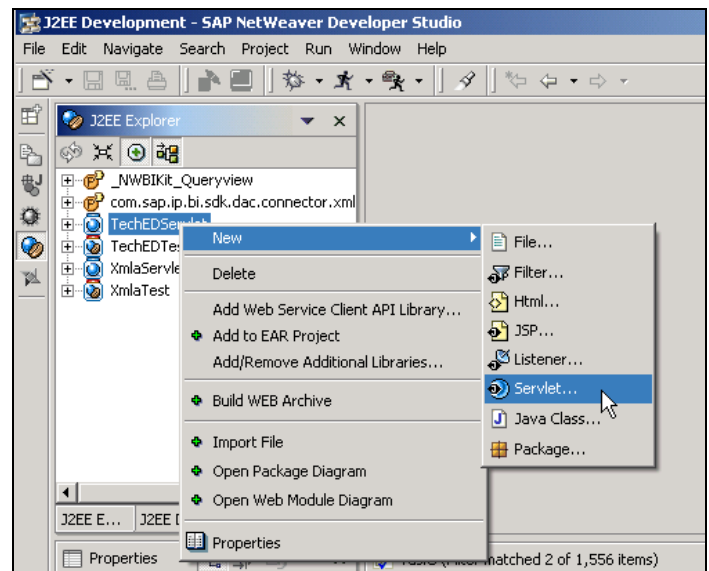 J2EE Development - SAP NetWeaver Developer Studio
File Edit Navigate Search Project Run Window Help
J2EE Explorer
_NWBIKit_Queryview
com.sap.ip.bi.sdk.dac.connector.xml
TechEDServlet
TechEDTe
XmlaServle
XmlaTest
New
Delete
Add Web Service Client API Library...
Add to EAR Project
Add/Remove Additional Libraries...
Build WEB Archive
Import File
Open Package Diagram
Open Web Module Diagram
Properties
File...
Filter...
Html...
JSP...
Listener...
Servlet...
Java Class...
Package...
J2EE E... J2EE
Properties
matched 2 of 1,556 items)